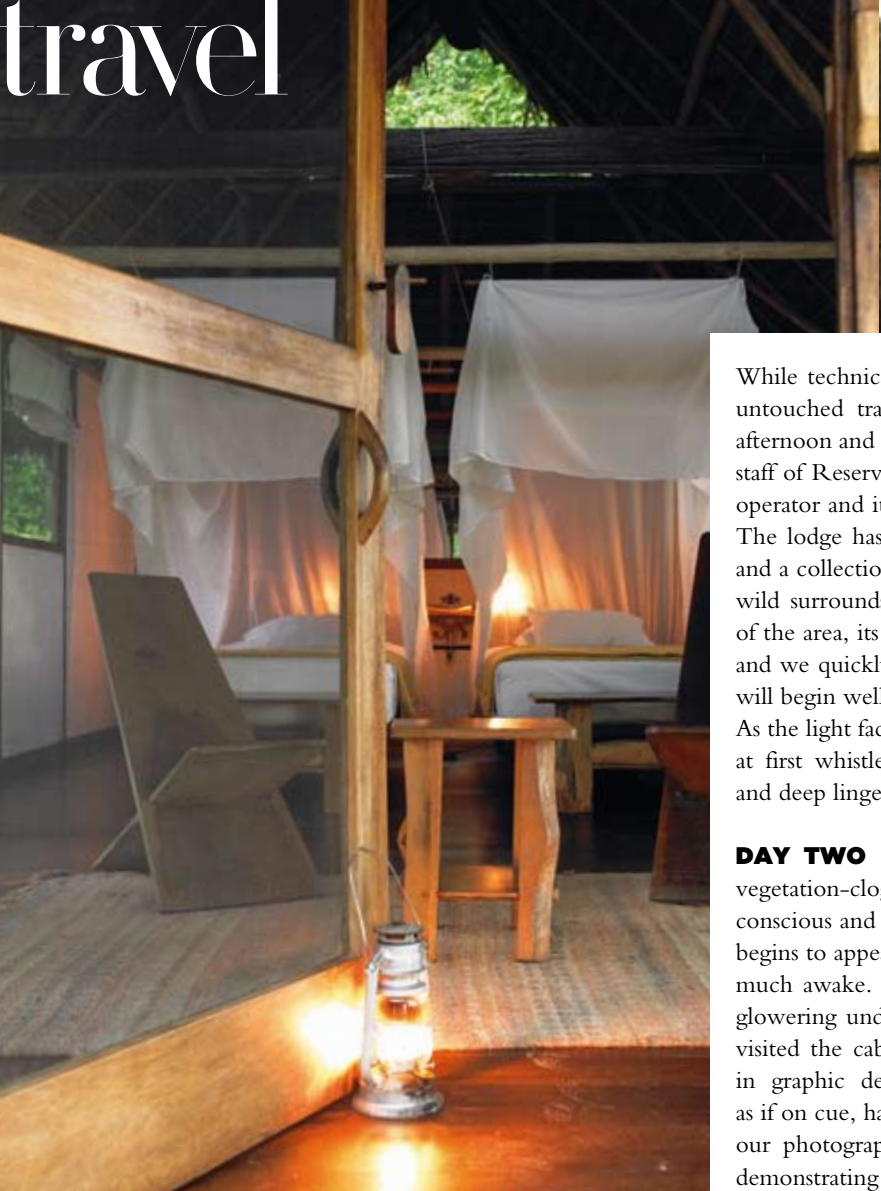 travel
While technic
untouched tra
afternoon and
staff of Reserv
operator and it
The lodge has
and a collectio
wild surrounds
of the area, its
and we quickl
will begin well
As the light fad
at first whistle
and deep linge
DAY TWO
vegetation-clog
conscious and
begins to appe
much awake.
glowering und
visited the cab
in graphic de
as if on cue, ha
our photograp
demonstrating